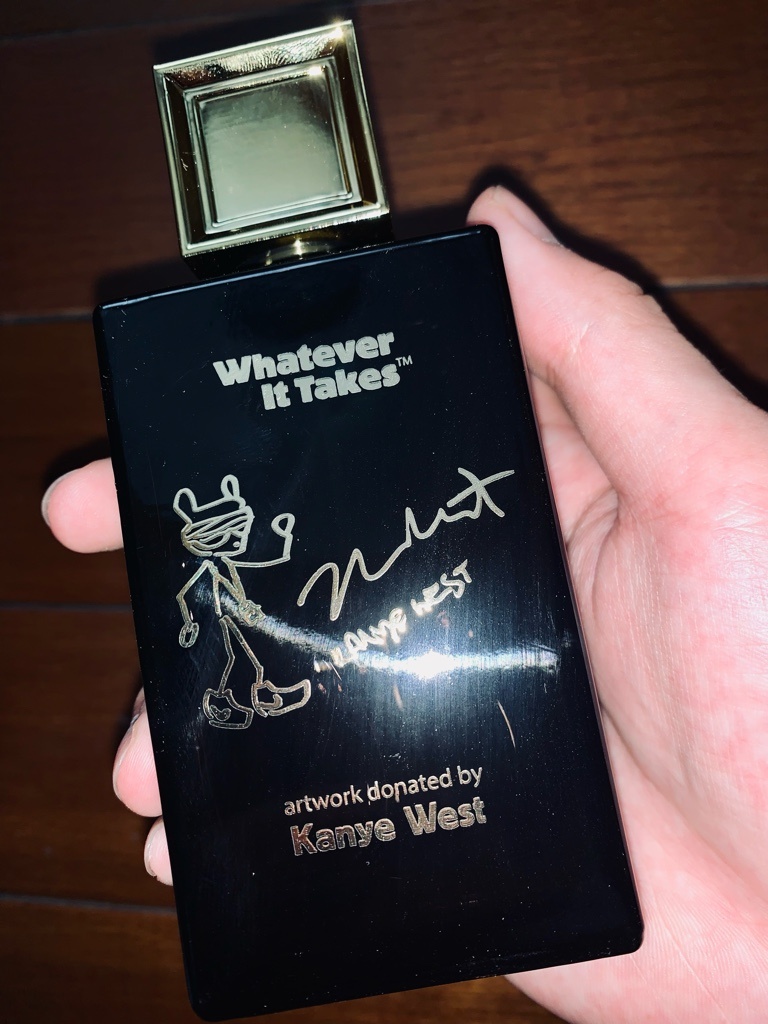 Whatever
It Takes™
KANYE WEST
artwork donated by
Kanye West